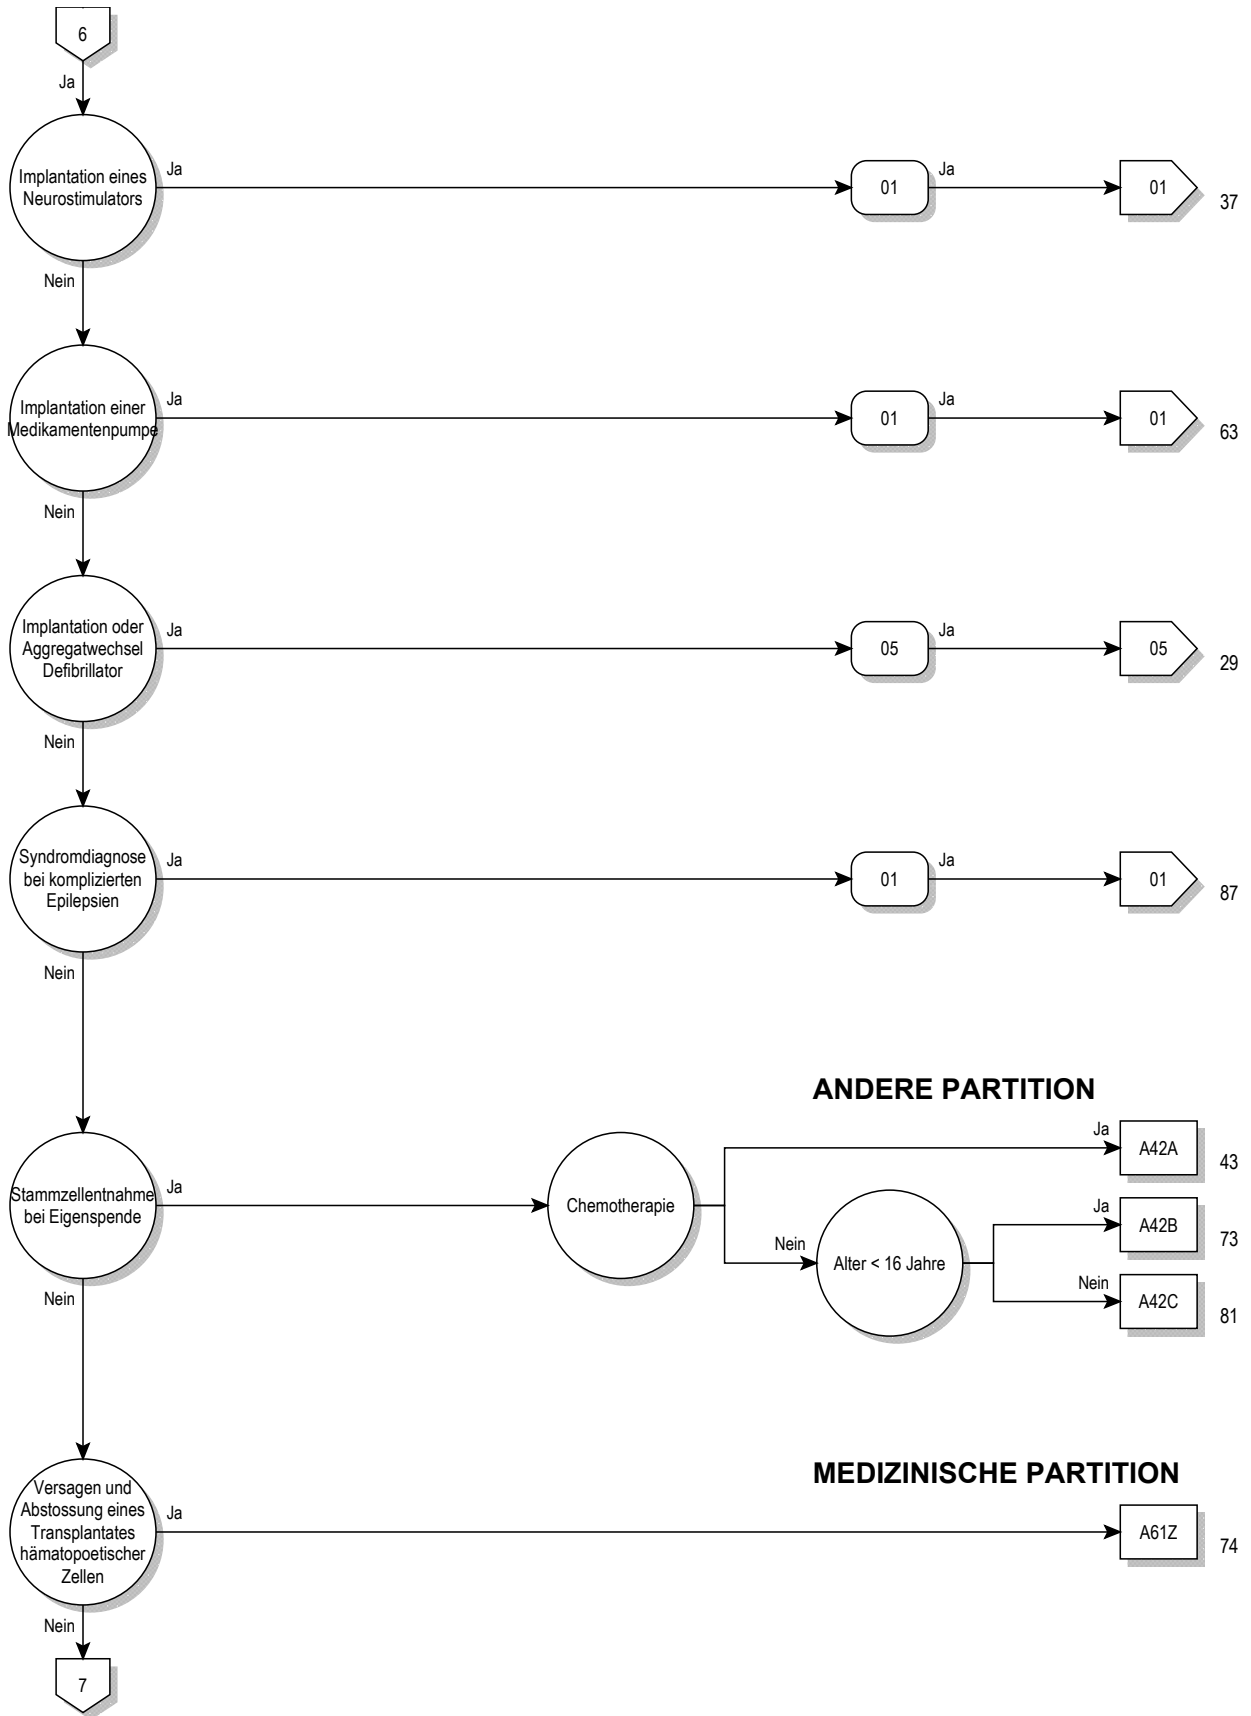 6
Ja
Implantation eines
Neurostimulators
Ja
01
Ja
01
37
Nein
Implantation einer
Medikamentenpumpe
Ja
01
Ja
01
63
Nein
Implantation oder
Aggregatwechsel
Defibrillator
Ja
05
Ja
05
29
Nein
Syndromdiagnose
bei komplizierten
Epilepsien
Ja
01
Ja
01
87
Nein
ANDERE PARTITION
Stammzellentnahme
bei Eigenspende
Ja
Chemotherapie
Ja
A42A
43
Nein
Alter < 16 Jahre
Ja
A42B
73
Nein
A42C
81
Nein
MEDIZINISCHE PARTITION
Versagen und
Abstossung eines
Transplantates
hämatopoetischer
Zellen
Ja
A61Z
74
Nein
7